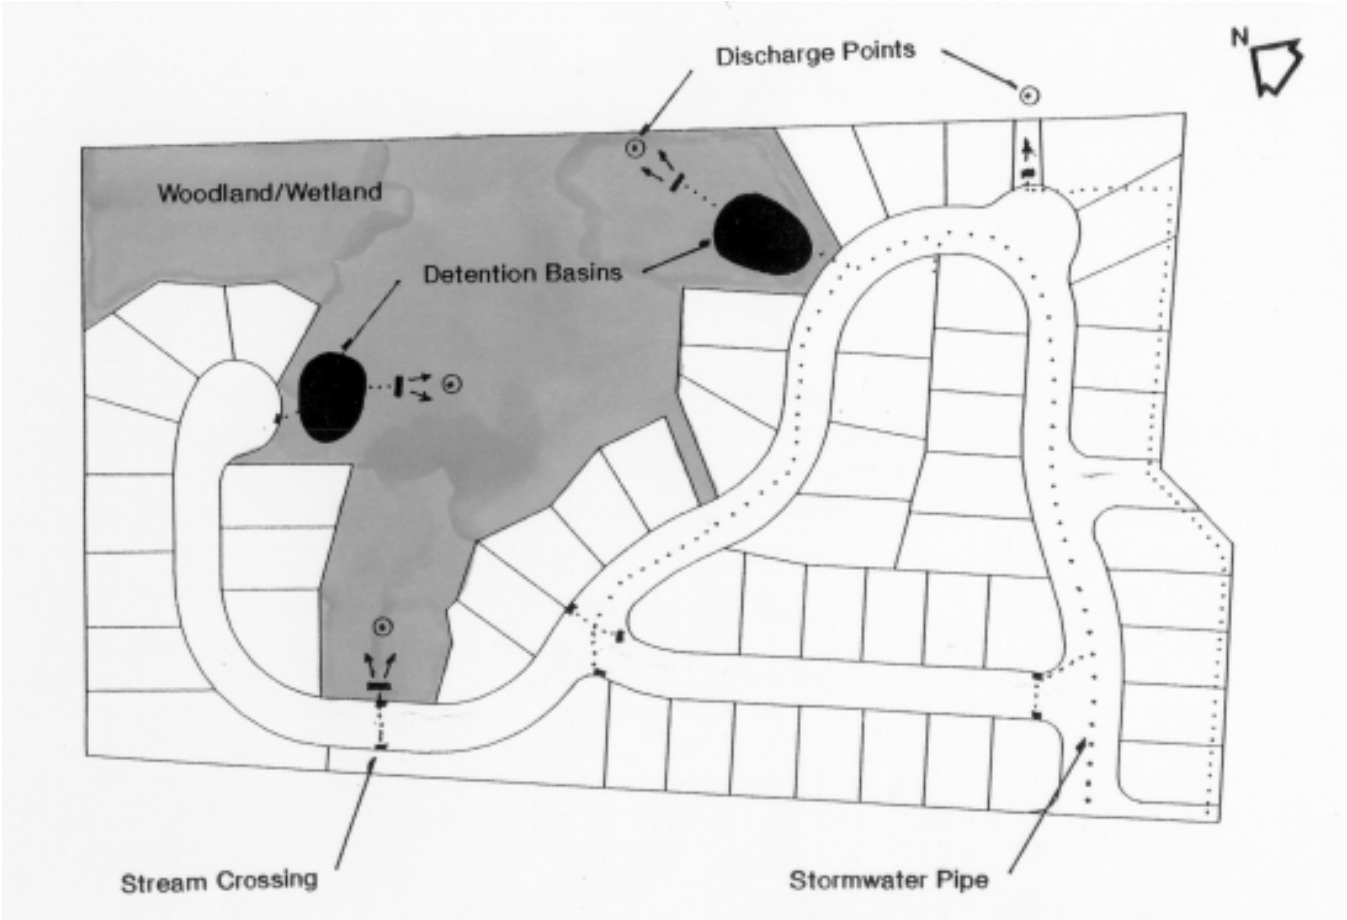 Discharge Points
N
Woodland/Wetland
Detention Basins
Stream Crossing
Stormwater Pipe